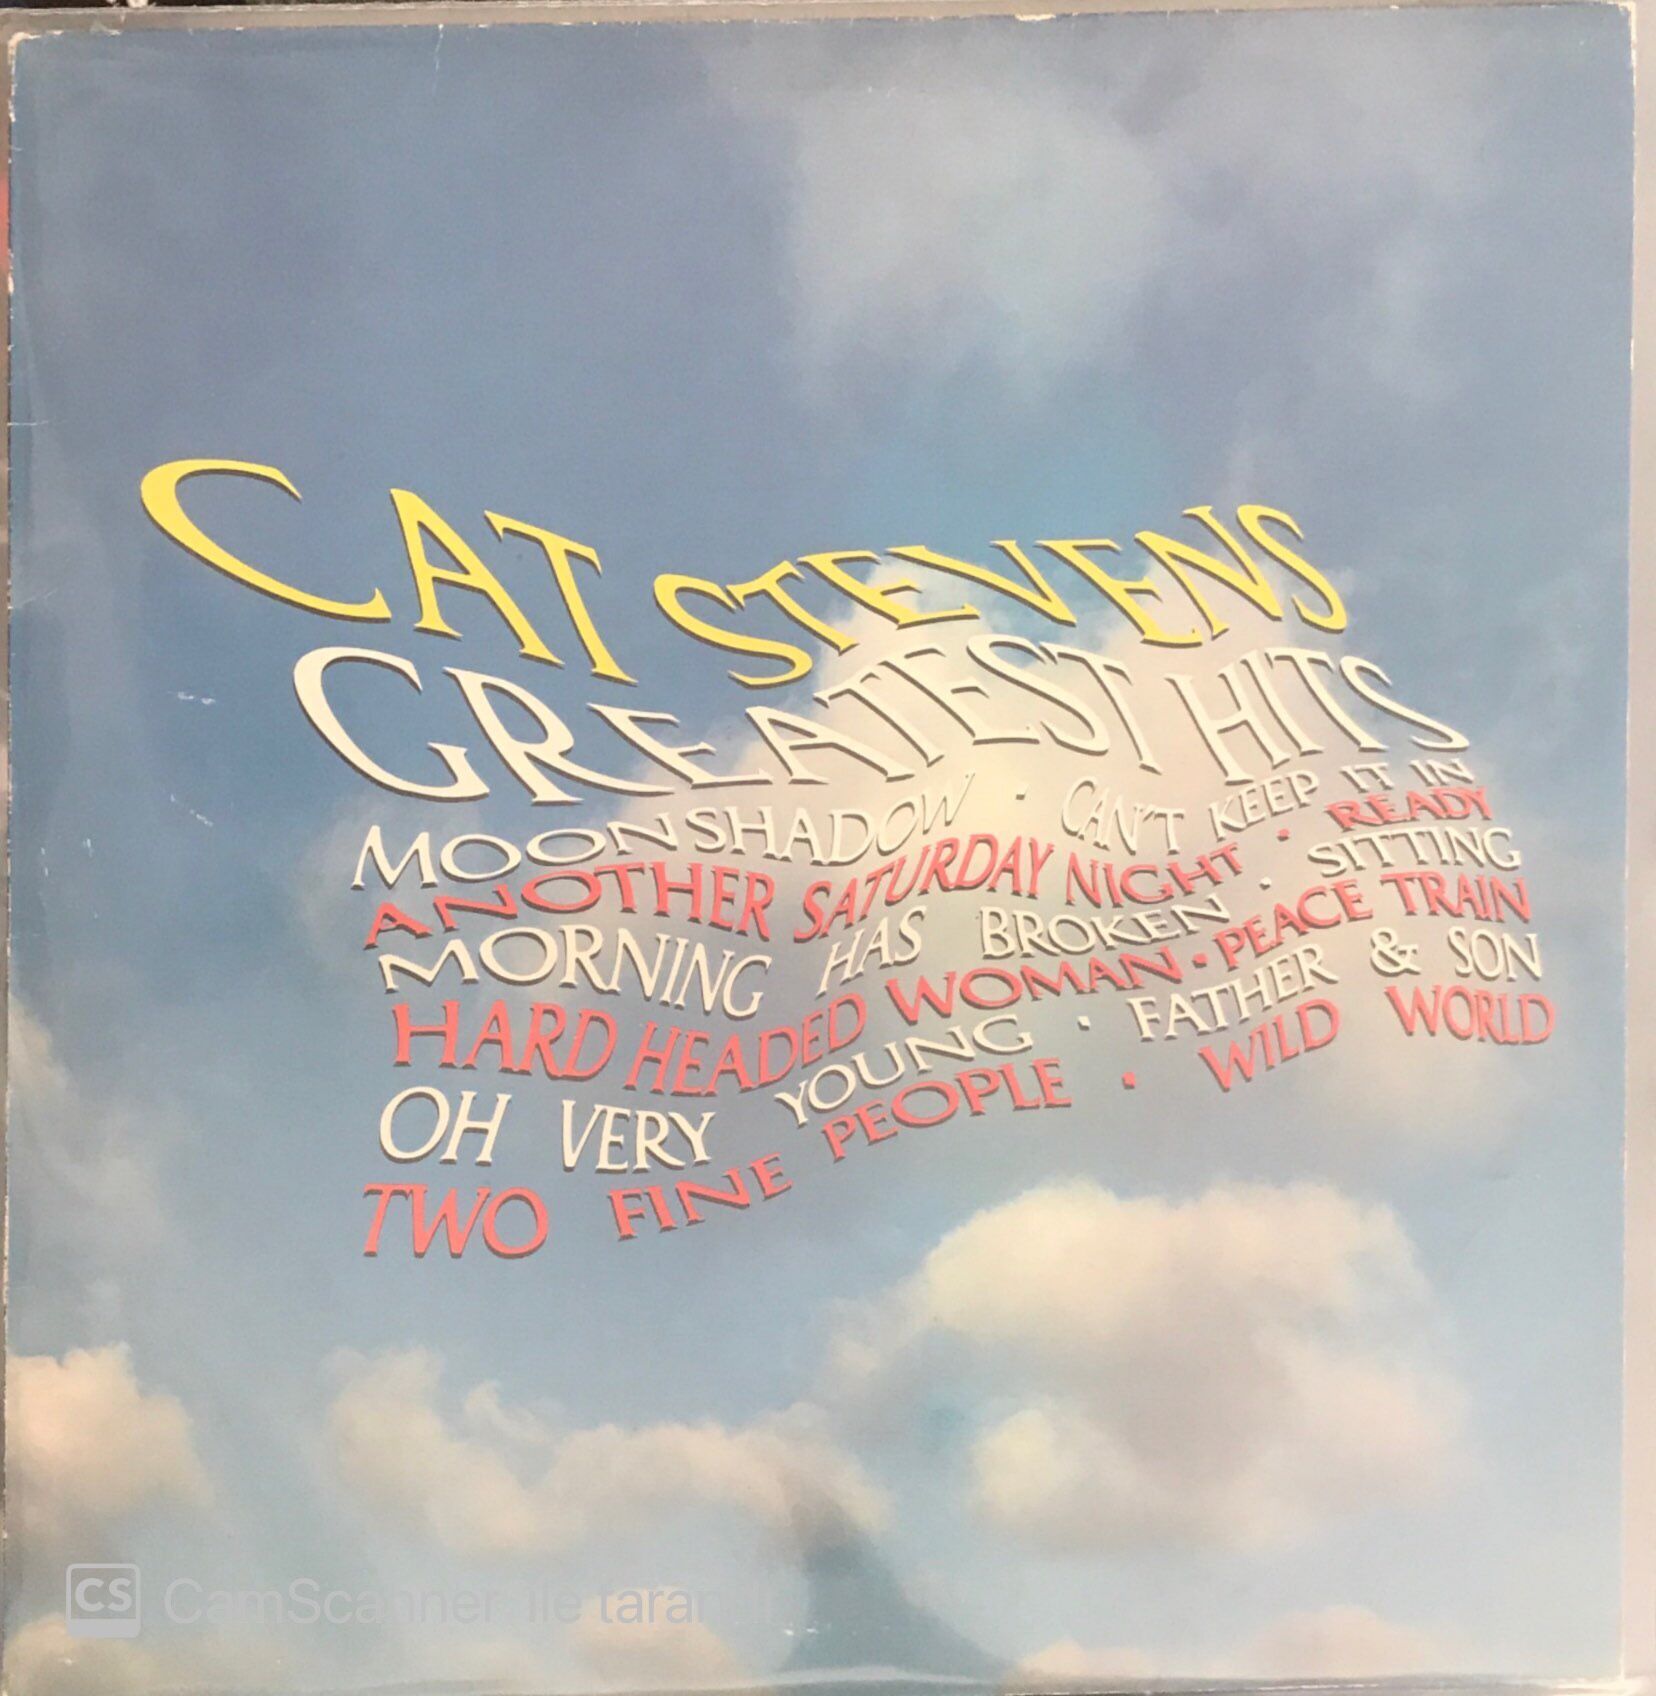 CAT STEVENS
GREATEST HITS
MOONSHADOW · CAN'T KEEP IT IN
ANOTHER SATURDAY NIGHT · READY
MORNING HAS BROKEN · SITTING
HARD HEADED WOMAN · PEACE TRAIN
OH VERY YOUNG · FATHER & SON
TWO FINE PEOPLE · WILD WORLD
CS CamScanner ile tarandı